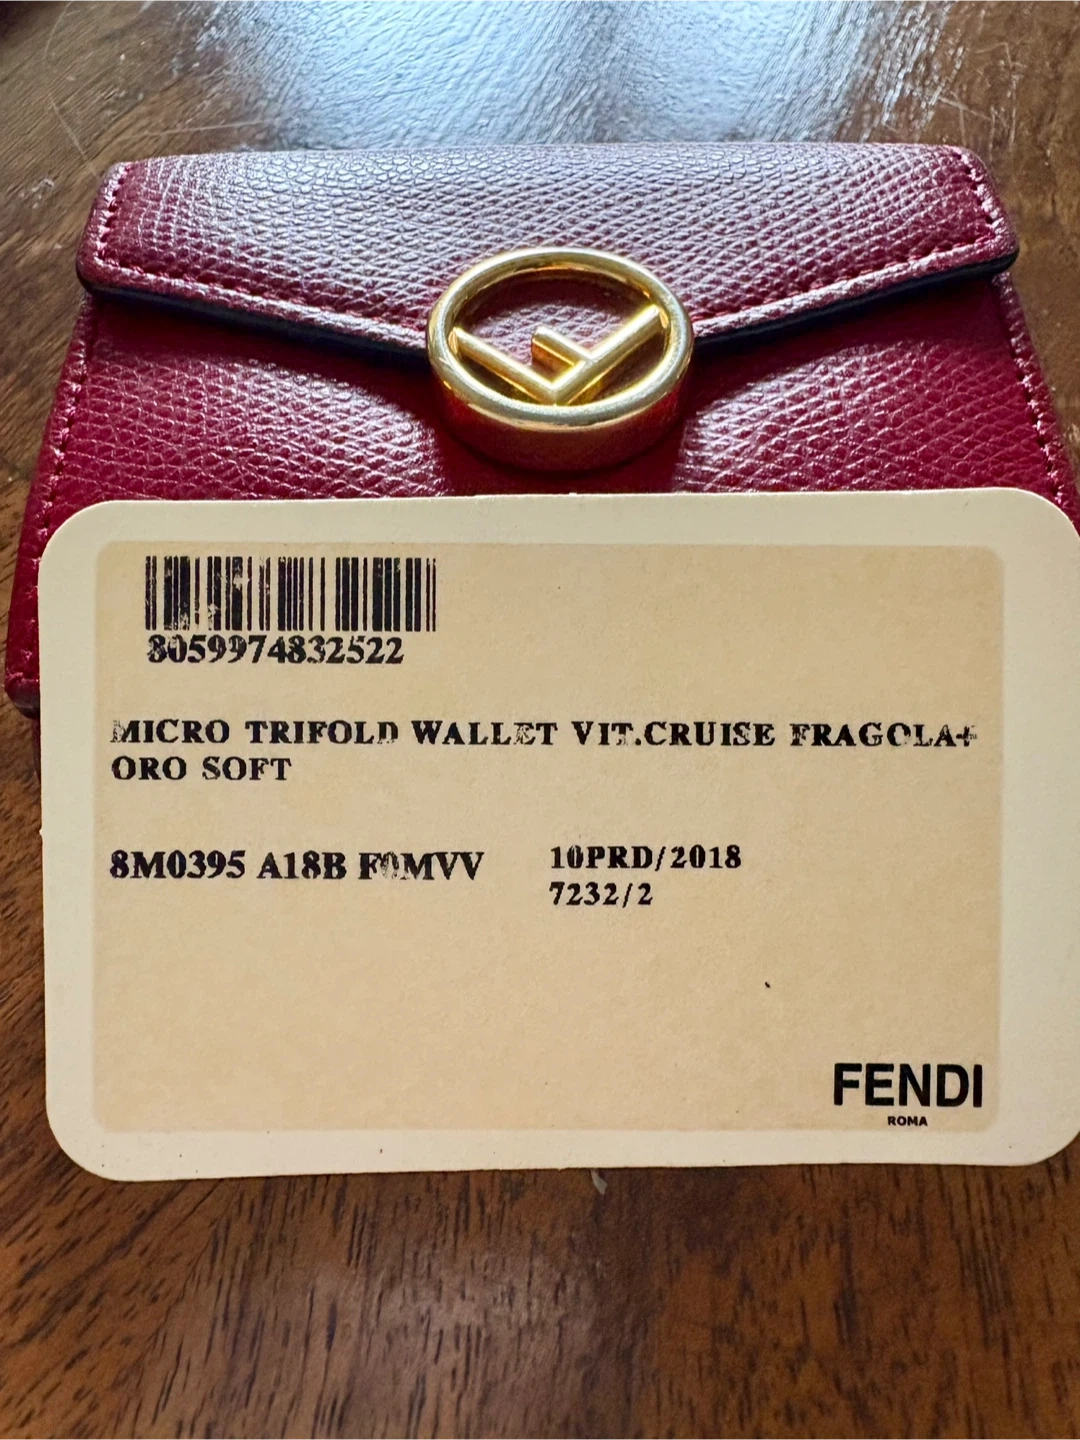 8059974832522
MICRO TRIFOLD WALLET VIT.CRUISE FRAGOLA+
ORO SOFT
8M0395 A18B F0MVV
10PRD/2018
7232/2
FENDI
ROMA